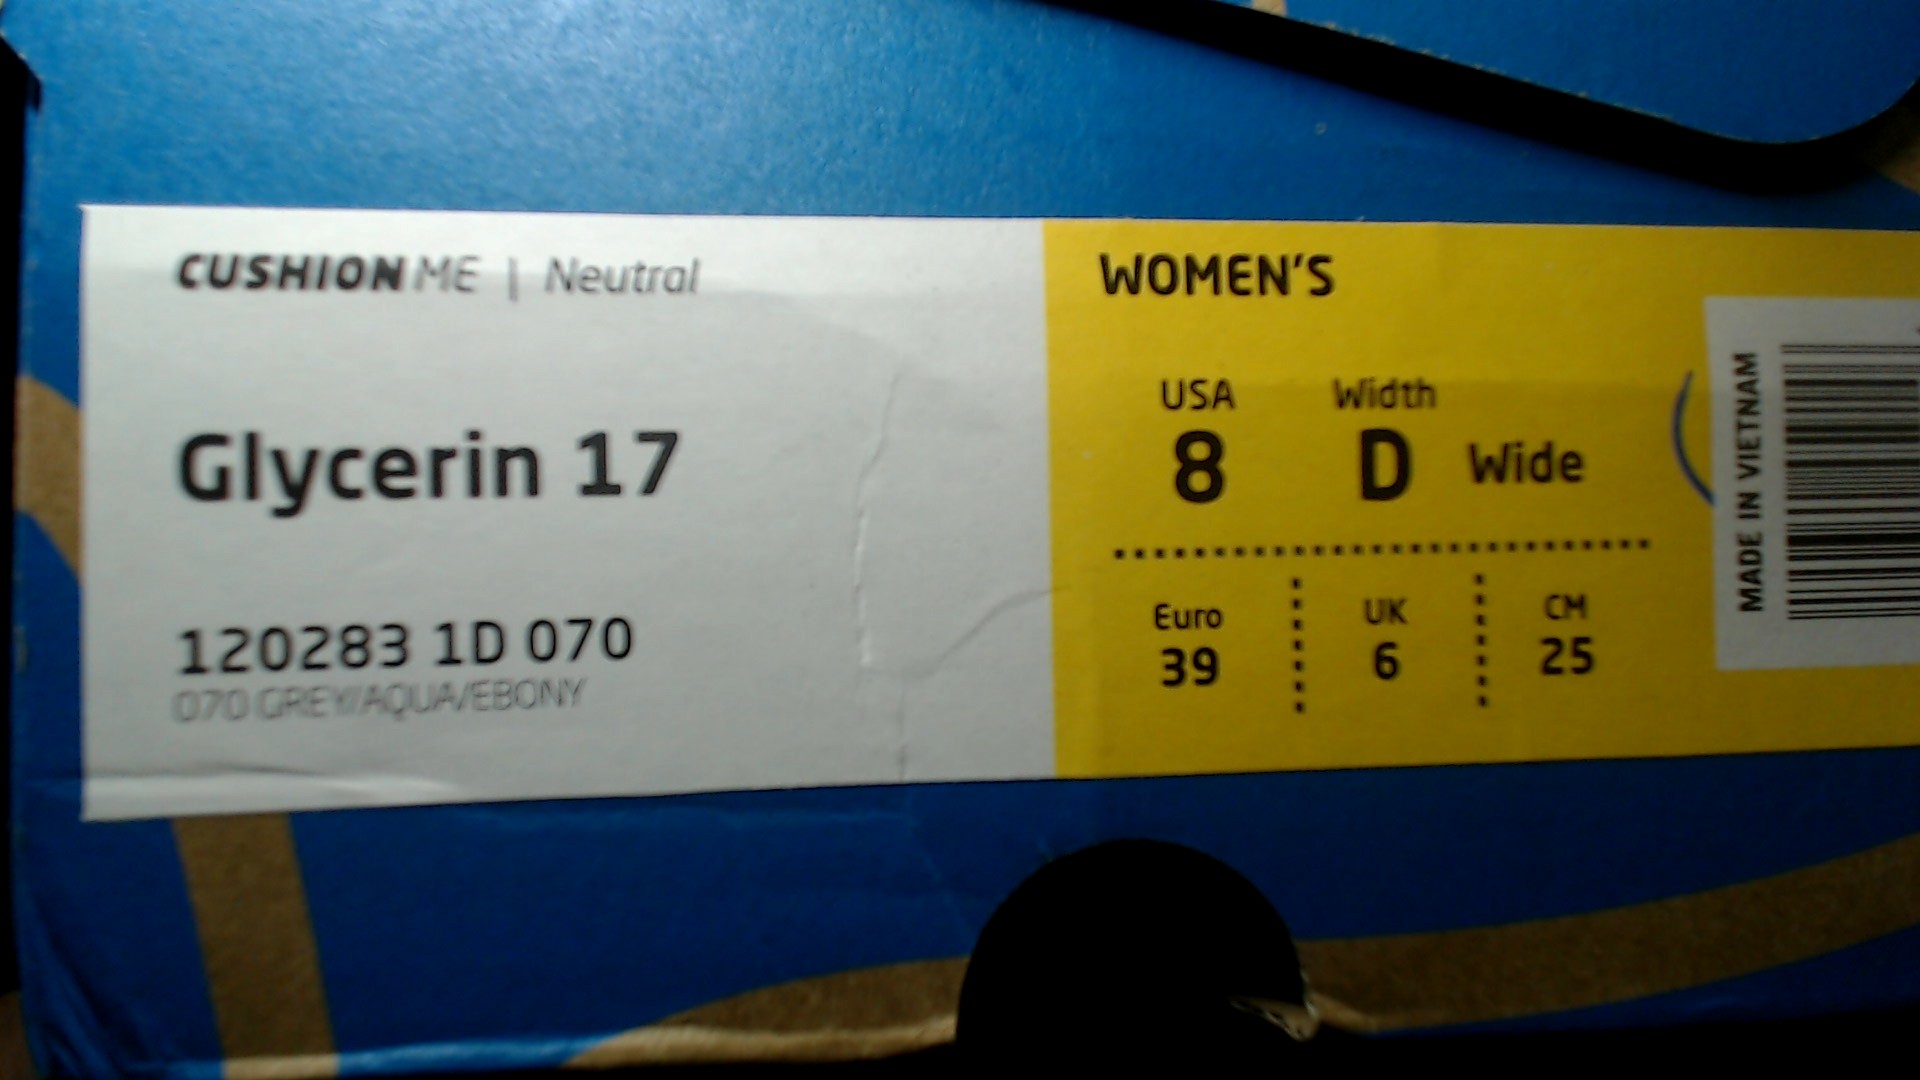 CUSHION ME | Neutral
Glycerin 17
120283 1D 070
070 GREY/AQUA/EBONY
WOMEN'S
USA Width
8 D Wide
Euro UK CM
39 6 25
MADE IN VIETNAM